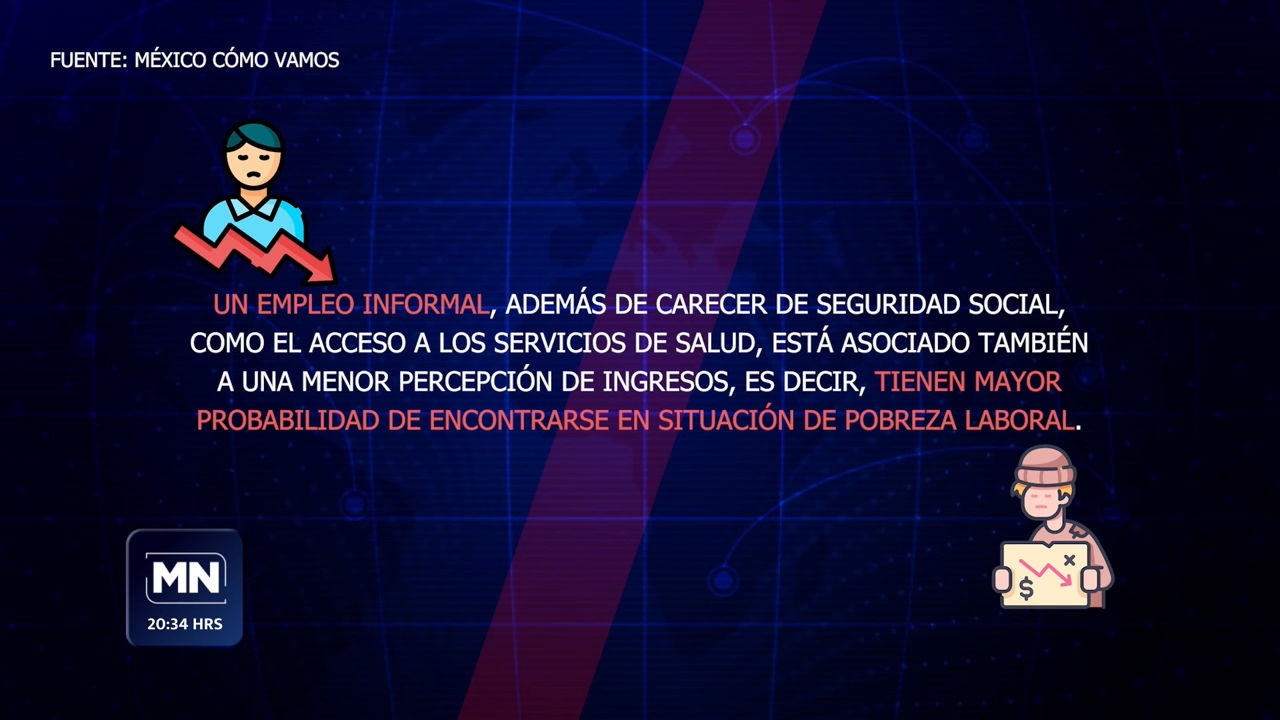 FUENTE: MÉXICO CÓMO VAMOS
UN EMPLEO INFORMAL, ADEMÁS DE CARECER DE SEGURIDAD SOCIAL,
COMO EL ACCESO A LOS SERVICIOS DE SALUD, ESTÁ ASOCIADO TAMBIÉN
A UNA MENOR PERCEPCIÓN DE INGRESOS, ES DECIR, TIENEN MAYOR
PROBABILIDAD DE ENCONTRARSE EN SITUACIÓN DE POBREZA LABORAL.
$
MN
20:34 HRS